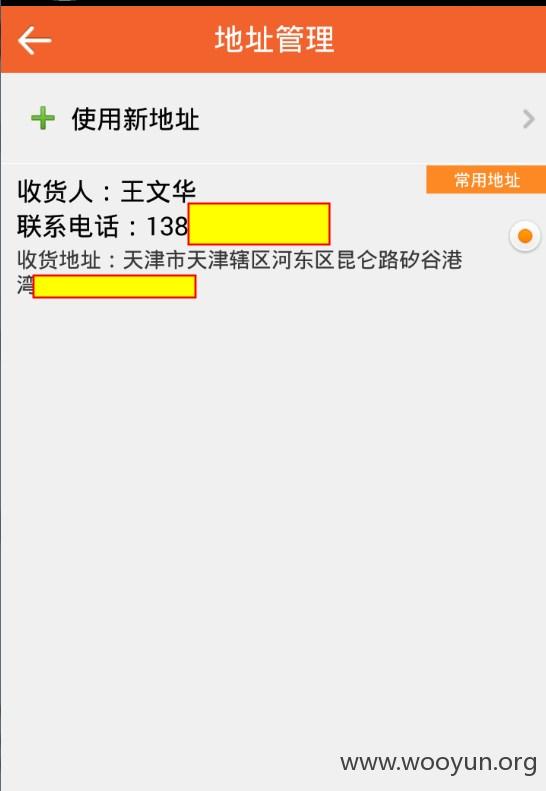 地址管理
使用新地址
常用地址
收货人：王文华
联系电话：138
收货地址：天津市天津辖区河东区昆仑路矽谷港
湾
www.wooyun.org